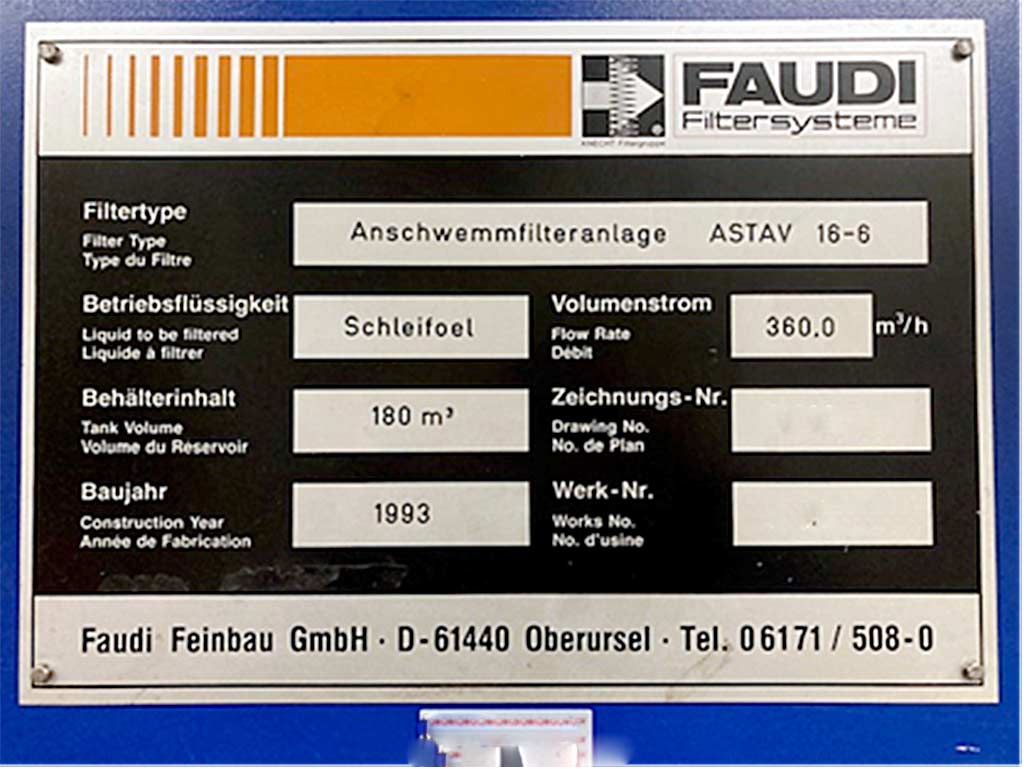 FAUDI
Filtersysteme
KNECHT Filtergruppe
Filtertype
Filter Type
Type du Filtre
Anschwemmfilteranlage ASTAV 16-6
Betriebsflüssigkeit
Liquid to be filtered
Liquide à filtrer
Schleifoel
Volumenstrom
Flow Rate
Débit
360.0 m³/h
Behälterinhalt
Tank Volume
Volume du Réservoir
180 m³
Zeichnungs-Nr.
Drawing No.
No. de Plan
Baujahr
Construction Year
Année de Fabrication
1993
Werk-Nr.
Works No.
No. d'usine
Faudi Feinbau GmbH · D-61440 Oberursel · Tel. 06171 / 508-0